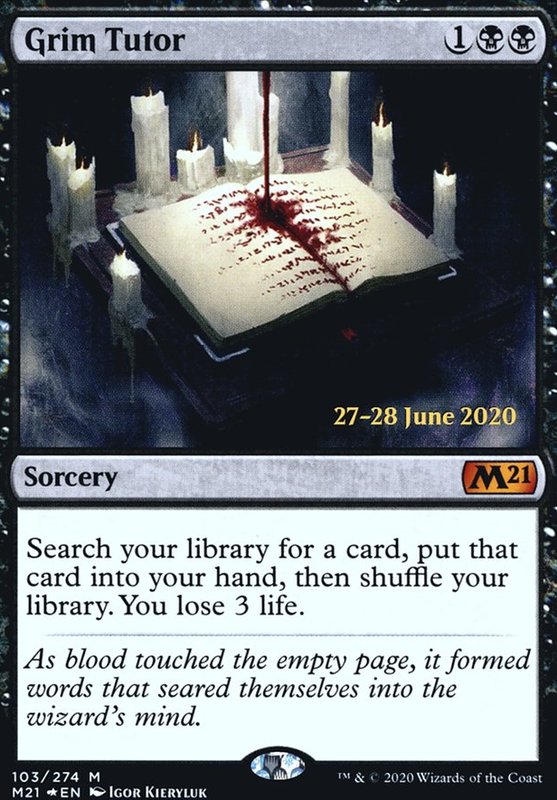 Grim Tutor 1
27–28 June 2020
Sorcery M21
Search your library for a card, put that
card into your hand, then shuffle your
library. You lose 3 life.
As blood touched the empty page, it formed
words that seared themselves into the
wizard's mind.
103/274 M
M21 ★ EN Igor Kieryluk
™ & © 2020 Wizards of the Coast